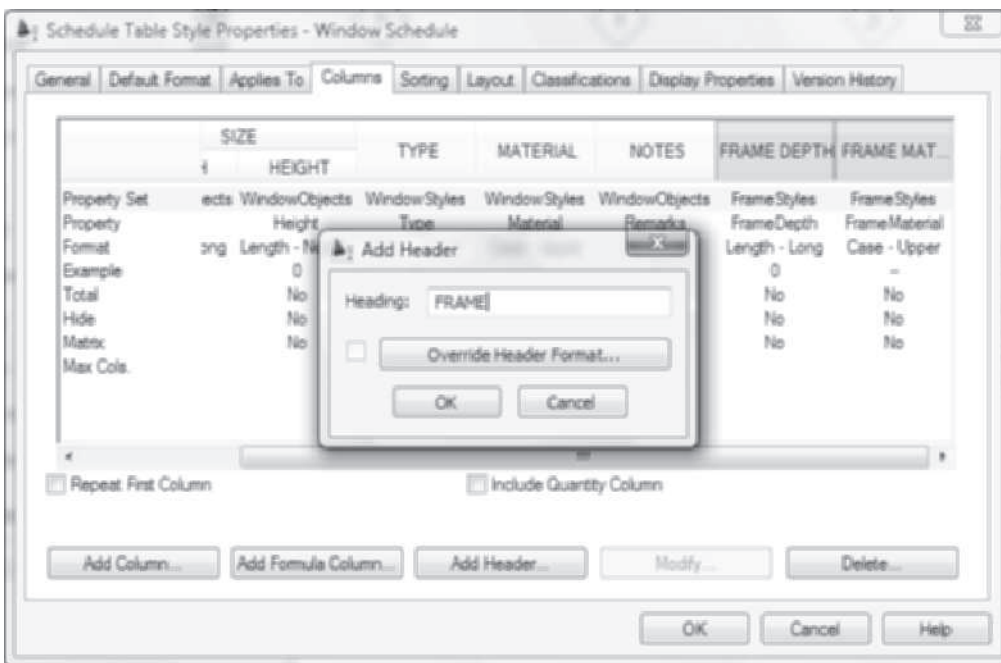 Schedule Table Style Properties - Window Schedule
General Default Format Applies To Columns Sorting Layout Classifications Display Properties Version History
SIZE TYPE MATERIAL NOTES FRAME DEPTH FRAME MAT...
HEIGHT
Property Set ects WindowObjects WindowStyles WindowStyles WindowObjects FrameStyles FrameStyles
Property Height Type Material Remarks FrameDepth FrameMaterial
Format ong Length - N Length - Long Case - Upper
Example 0 0 --
Total No No No
Hide No No No
Matrix No No No
Max Cols.
Add Header
Heading: FRAME
Override Header Format...
OK Cancel
Repeat First Column Include Quantity Column
Add Column... Add Formula Column... Add Header... Modify... Delete...
OK Cancel Help